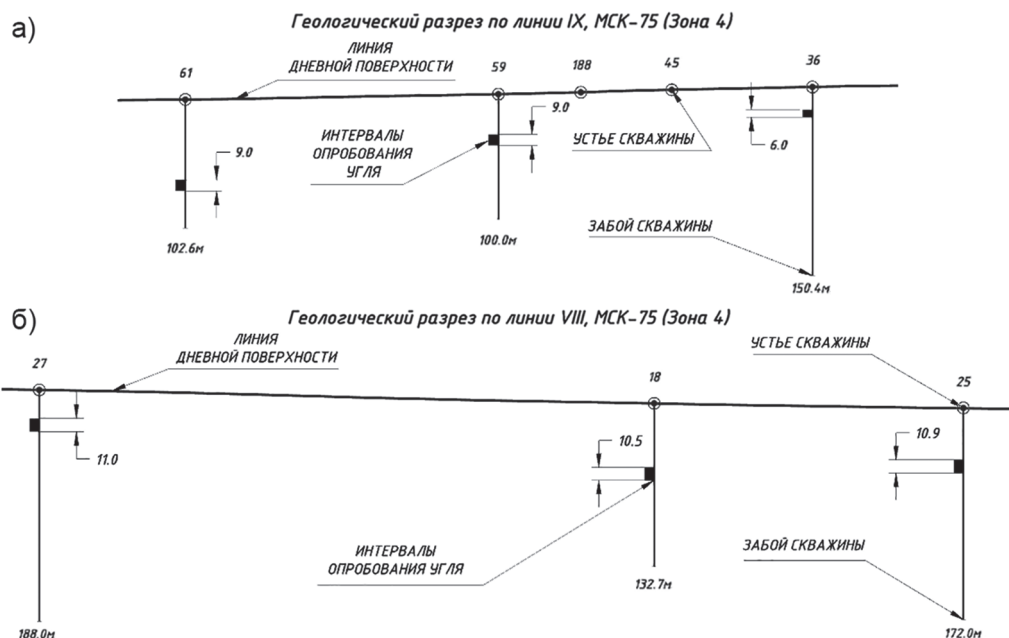 а)
Геологический разрез по линии IX, МСК-75 (Зона 4)
ЛИНИЯ
ДНЕВНОЙ ПОВЕРХНОСТИ
61
59
188
45
36
9.0
9.0
ИНТЕРВАЛЫ
ОПРОБОВАНИЯ
УГЛЯ
УСТЬЕ СКВАЖИНЫ
6.0
ЗАБОЙ СКВАЖИНЫ
102.6м
100.0м
150.4м
б)
Геологический разрез по линии VIII, МСК-75 (Зона 4)
ЛИНИЯ
ДНЕВНОЙ ПОВЕРХНОСТИ
УСТЬЕ СКВАЖИНЫ
27
18
25
11.0
10.5
10.9
ИНТЕРВАЛЫ
ОПРОБОВАНИЯ УГЛЯ
ЗАБОЙ СКВАЖИНЫ
188.0м
132.7м
172.0м